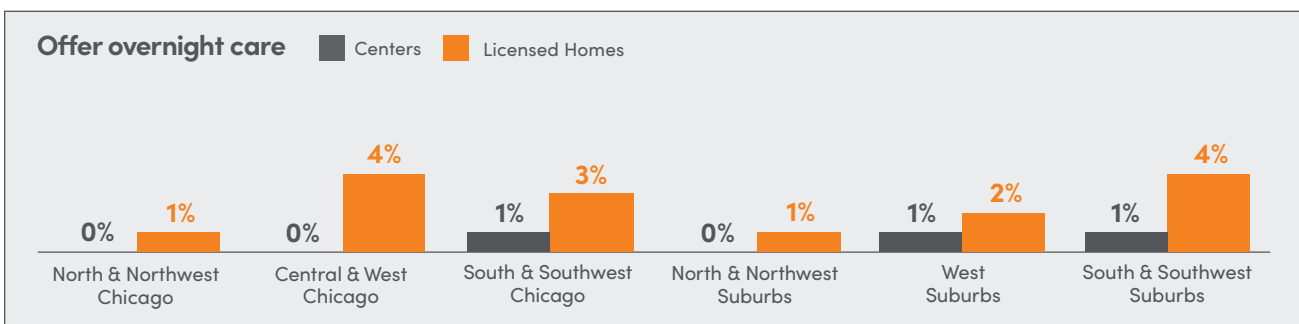 Offer overnight care Centers Licensed Homes
0% 1% 0% 4% 1% 3% 0% 1% 1% 2% 1% 4%
North & Northwest Chicago
Central & West Chicago
South & Southwest Chicago
North & Northwest Suburbs
West Suburbs
South & Southwest Suburbs